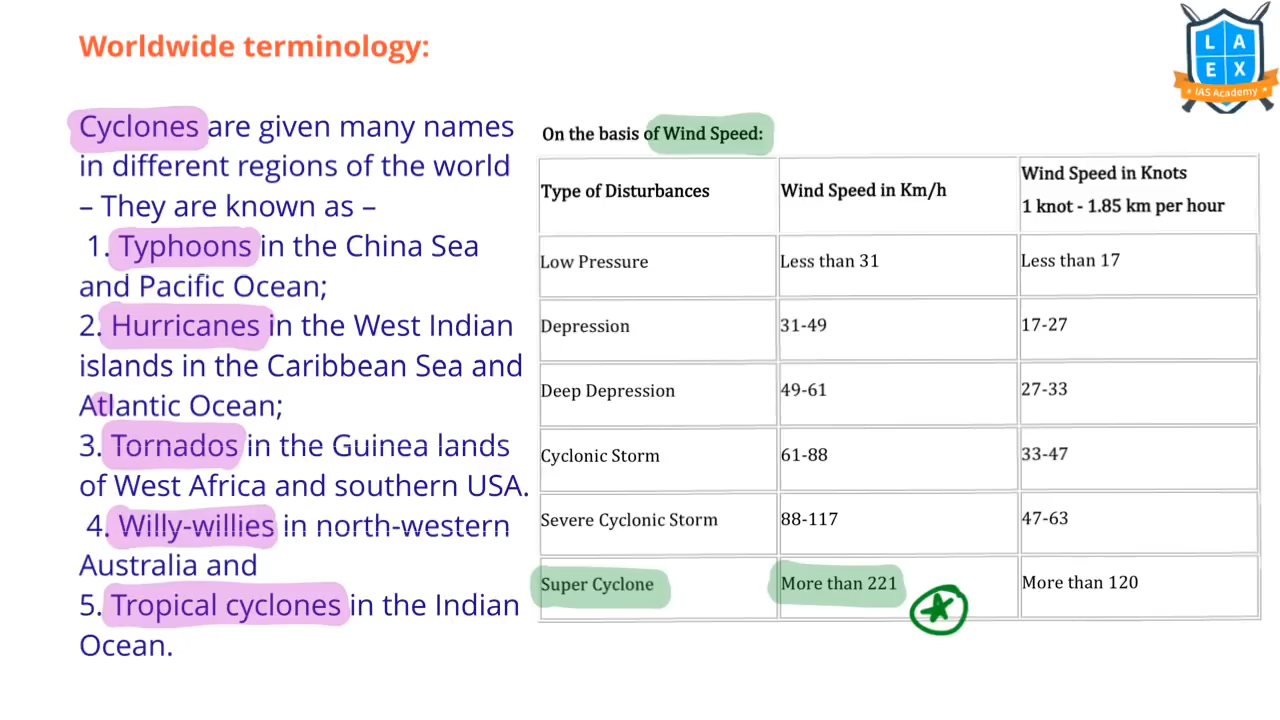 Worldwide terminology:
L A
E X
IAS Academy
Cyclones are given many names
in different regions of the world
– They are known as –
1. Typhoons in the China Sea
and Pacific Ocean;
2. Hurricanes in the West Indian
islands in the Caribbean Sea and
Atlantic Ocean;
3. Tornados in the Guinea lands
of West Africa and southern USA.
4. Willy-willies in north-western
Australia and
5. Tropical cyclones in the Indian
Ocean.
On the basis of Wind Speed:
Type of Disturbances Wind Speed in Km/h Wind Speed in Knots
1 knot - 1.85 km per hour
Low Pressure Less than 31 Less than 17
Depression 31-49 17-27
Deep Depression 49-61 27-33
Cyclonic Storm 61-88 33-47
Severe Cyclonic Storm 88-117 47-63
Super Cyclone More than 221 More than 120